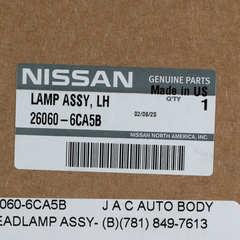 Made in US
NISSAN GENUINE PARTS
LAMP ASSY, LH Q'TY
26060-6CA5B 1
02/06/20
NISSAN NORTH AMERICA, INC.
6060-6CA5B J A C AUTO BODY
EADLAMP ASSY- (B)(781) 849-7613